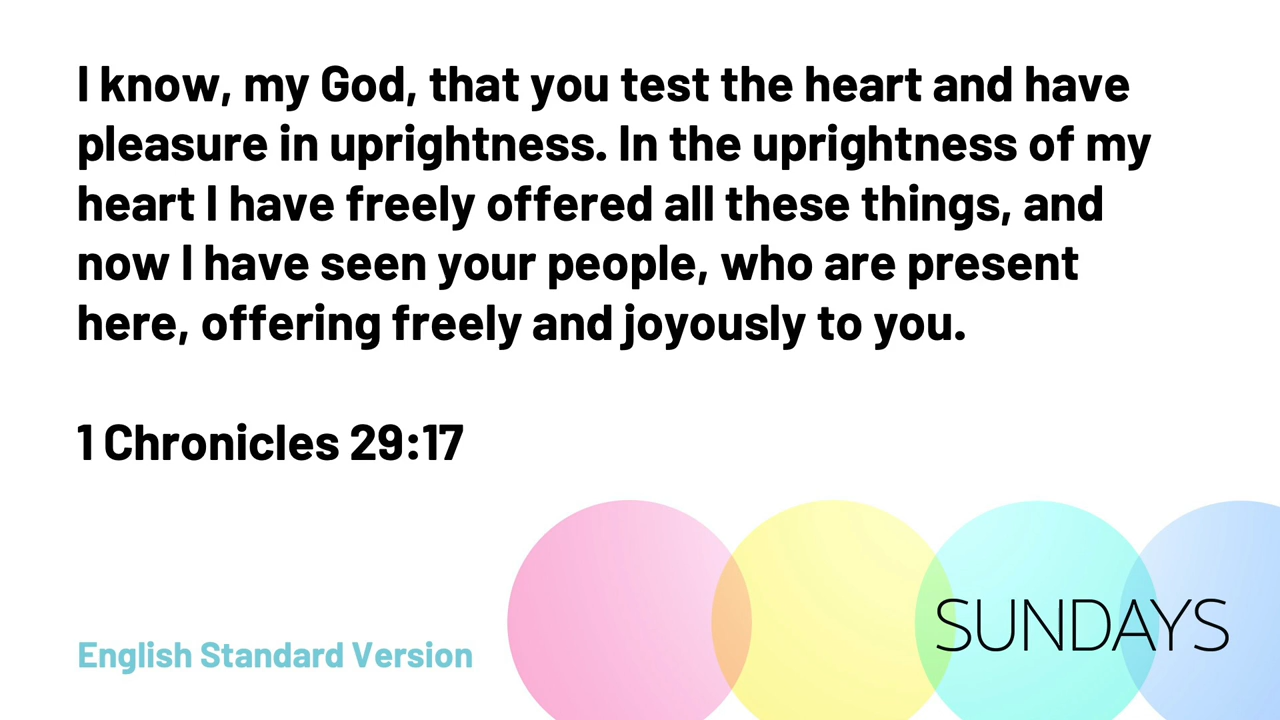 I know, my God, that you test the heart and have
pleasure in uprightness. In the uprightness of my
heart I have freely offered all these things, and
now I have seen your people, who are present
here, offering freely and joyously to you.
1 Chronicles 29:17
English Standard Version
SUNDAYS